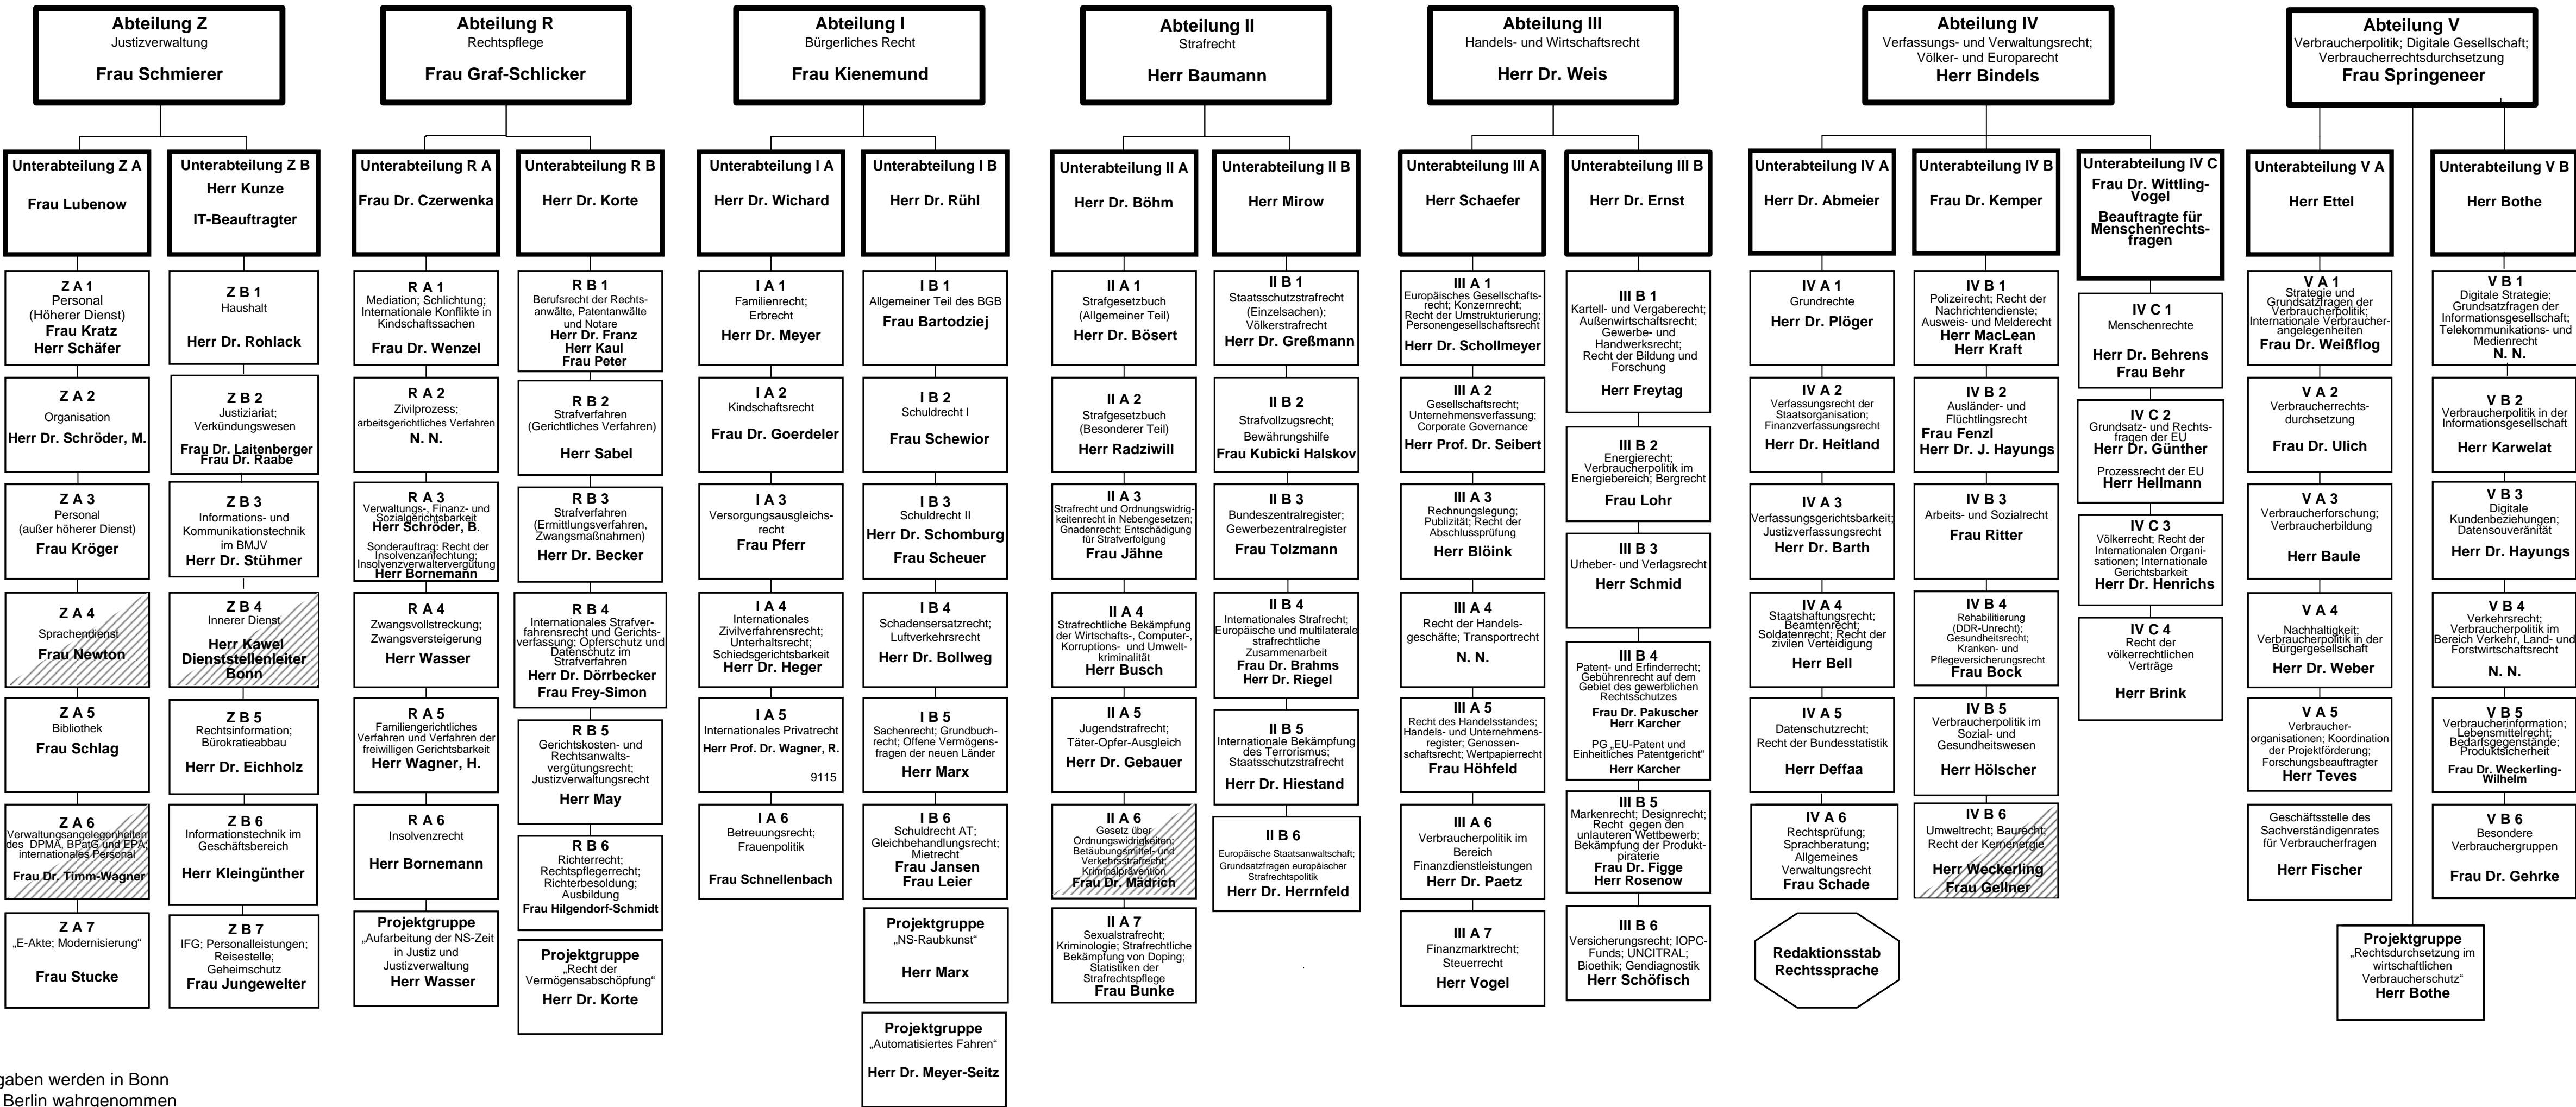 Abteilung Z
Justizverwaltung
Frau Schmierer
Unterabteilung Z A
Frau Lubenow
Z A 1
Personal
(Höherer Dienst)
Frau Kratz
Herr Schäfer
Z A 2
Organisation
Herr Dr. Schröder, M.
Z A 3
Personal
(außer höherer Dienst)
Frau Kröger
Z A 4
Sprachendienst
Frau Newton
Z A 5
Bibliothek
Frau Schlag
Z A 6
Verwaltungsangelegenheiten
des DPMA, BPatG und EPA;
internationales Personal
Frau Dr. Timm-Wagner
Z A 7
„E-Akte; Modernisierung“
Frau Stucke
Unterabteilung Z B
Herr Kunze
IT-Beauftragter
Z B 1
Haushalt
Herr Dr. Rohlack
Z B 2
Justiziariat;
Verkündungswesen
Frau Dr. Laitenberger
Frau Dr. Raabe
Z B 3
Informations- und
Kommunikationstechnik
im BMJV
Herr Dr. Stühmer
Z B 4
Innerer Dienst
Herr Kawel
Dienststellenleiter
Bonn
Z B 5
Rechtsinformation;
Bürokratieabbau
Herr Dr. Eichholz
Z B 6
Informationstechnik im
Geschäftsbereich
Herr Kleingünther
Z B 7
IFG; Personalleistungen;
Reisestelle;
Geheimschutz
Frau Jungewelter
Abteilung R
Rechtspflege
Frau Graf-Schlicker
Unterabteilung R A
Frau Dr. Czerwenka
R A 1
Mediation; Schlichtung;
Internationale Konflikte in
Kindschaftssachen
Frau Dr. Wenzel
R A 2
Zivilprozess;
arbeitsgerichtliches Verfahren
N. N.
R A 3
Verwaltungs-, Finanz- und
Sozialgerichtsbarkeit
Herr Schröder, B.
Sonderauftrag: Recht der
Insolvenzanfechtung;
Insolvenzverwaltervergütung
Herr Bornemann
R A 4
Zwangsvollstreckung;
Zwangsversteigerung
Herr Wasser
R A 5
Familiengerichtliches
Verfahren und Verfahren der
freiwilligen Gerichtsbarkeit
Herr Wagner, H.
R A 6
Insolvenzrecht
Herr Bornemann
Projektgruppe
„Aufarbeitung der NS-Zeit
in Justiz und
Justizverwaltung
Herr Wasser
Unterabteilung R B
Herr Dr. Korte
R B 1
Berufsrecht der Rechts-
anwälte, Patentanwälte
und Notare
Herr Dr. Franz
Herr Kaul
Frau Peter
R B 2
Strafverfahren
(Gerichtliches Verfahren)
Herr Sabel
R B 3
Strafverfahren
(Ermittlungsverfahren,
Zwangsmaßnahmen)
Herr Dr. Becker
R B 4
Internationales Strafver-
fahrensrecht und Gerichts-
verfassung; Opferschutz und
Datenschutz im
Strafverfahren
Herr Dr. Dörrbecker
Frau Frey-Simon
R B 5
Gerichtskosten- und
Rechtsanwalts-
vergütungsrecht;
Justizverwaltungsrecht
Herr May
R B 6
Richterrecht;
Rechtspflegerrecht;
Richterbesoldung;
Ausbildung
Frau Hilgendorf-Schmidt
Projektgruppe
„Recht der
Vermögensabschöpfung“
Herr Dr. Korte
Abteilung I
Bürgerliches Recht
Frau Kienemund
Unterabteilung I A
Herr Dr. Wichard
I A 1
Familienrecht;
Erbrecht
Herr Dr. Meyer
I A 2
Kindschaftsrecht
Frau Dr. Goerdeler
I A 3
Versorgungsausgleichs-
recht
Frau Pferr
I A 4
Internationales
Zivilverfahrensrecht;
Unterhaltsrecht;
Schiedsgerichtsbarkeit
Herr Dr. Heger
I A 5
Internationales Privatrecht
Herr Prof. Dr. Wagner, R.
9115
I A 6
Betreuungsrecht;
Frauenpolitik
Frau Schnellenbach
Unterabteilung I B
Herr Dr. Rühl
I B 1
Allgemeiner Teil des BGB
Frau Bartodziej
I B 2
Schuldrecht I
Frau Schewior
I B 3
Schuldrecht II
Herr Dr. Schomburg
Frau Scheuer
I B 4
Schadensersatzrecht;
Luftverkehrsrecht
Herr Dr. Bollweg
I B 5
Sachenrecht; Grundbuch-
recht; Offene Vermögens-
fragen der neuen Länder
Herr Marx
I B 6
Schuldrecht AT;
Gleichbehandlungsrecht;
Mietrecht
Frau Jansen
Frau Leier
Projektgruppe
„NS-Raubkunst“
Herr Marx
Projektgruppe
„Automatisiertes Fahren“
Herr Dr. Meyer-Seitz
Abteilung II
Strafrecht
Herr Baumann
Unterabteilung II A
Herr Dr. Böhm
II A 1
Strafgesetzbuch
(Allgemeiner Teil)
Herr Dr. Bösert
II A 2
Strafgesetzbuch
(Besonderer Teil)
Herr Radziwill
II A 3
Strafrecht und Ordnungswidrig-
keitenrecht in Nebengesetzen;
Gnadenrecht; Entschädigung
für Strafverfolgung
Frau Jähne
II A 4
Strafrechtliche Bekämpfung
der Wirtschafts-, Computer-,
Korruptions- und Umwelt-
kriminalität
Herr Busch
II A 5
Jugendstrafrecht;
Täter-Opfer-Ausgleich
Herr Dr. Gebauer
II A 6
Gesetz über
Ordnungswidrigkeiten;
Betäubungsmittel- und
Verkehrsstrafrecht;
Kriminalprävention
Frau Dr. Mädrich
II A 7
Sexualstrafrecht;
Kriminologie; Strafrechtliche
Bekämpfung von Doping;
Statistiken der
Strafrechtspflege
Frau Bunke
Unterabteilung II B
Herr Mirow
II B 1
Staatsschutzstrafrecht
(Einzelsachen);
Völkerstrafrecht
Herr Dr. Greßmann
II B 2
Strafvollzugsrecht;
Bewährungshilfe
Frau Kubicki Halskov
II B 3
Bundeszentralregister;
Gewerbezentralregister
Frau Tolzmann
II B 4
Internationales Strafrecht;
Europäische und multilaterale
strafrechtliche
Zusammenarbeit
Frau Dr. Brahms
Herr Dr. Riegel
II B 5
Internationale Bekämpfung
des Terrorismus;
Staatsschutzstrafrecht
Herr Dr. Hiestand
II B 6
Europäische Staatsanwaltschaft;
Grundsatzfragen europäischer
Strafrechtspolitik
Herr Dr. Herrnfeld
Abteilung III
Handels- und Wirtschaftsrecht
Herr Dr. Weis
Unterabteilung III A
Herr Schaefer
III A 1
Europäisches Gesellschafts-
recht; Konzernrecht;
Recht der Umstrukturierung;
Personengesellschaftsrecht
Herr Dr. Schollmeyer
III A 2
Gesellschaftsrecht;
Unternehmensverfassung;
Corporate Governance
Herr Prof. Dr. Seibert
III A 3
Rechnungslegung;
Publizität; Recht der
Abschlussprüfung
Herr Blöink
III A 4
Recht der Handels-
geschäfte; Transportrecht
N. N.
III A 5
Recht des Handelsstandes;
Handels- und Unternehmens-
register; Genossen-
schaftsrecht; Wertpapierrecht
Frau Höhfeld
III A 6
Verbraucherpolitik im
Bereich
Finanzdienstleistungen
Herr Dr. Paetz
III A 7
Finanzmarktrecht;
Steuerrecht
Herr Vogel
Unterabteilung III B
Herr Dr. Ernst
III B 1
Kartell- und Vergaberecht;
Außenwirtschaftsrecht;
Gewerbe- und
Handwerksrecht;
Recht der Bildung und
Forschung
Herr Freytag
III B 2
Energierecht;
Verbraucherpolitik im
Energiebereich; Bergrecht
Frau Lohr
III B 3
Urheber- und Verlagsrecht
Herr Schmid
III B 4
Patent- und Erfinderrecht;
Gebührenrecht auf dem
Gebiet des gewerblichen
Rechtsschutzes
Frau Dr. Pakuscher
Herr Karcher
PG „EU-Patent und
Einheitliches Patentgericht“
Herr Karcher
III B 5
Markenrecht; Designrecht;
Recht gegen den
unlauteren Wettbewerb;
Bekämpfung der Produkt-
piraterie
Frau Dr. Figge
Herr Rosenow
III B 6
Versicherungsrecht; IOPC-
Funds; UNCITRAL;
Bioethik; Gendiagnostik
Herr Schöfisch
Abteilung IV
Verfassungs- und Verwaltungsrecht;
Völker- und Europarecht
Herr Bindels
Unterabteilung IV A
Herr Dr. Abmeier
IV A 1
Grundrechte
Herr Dr. Plöger
IV A 2
Verfassungsrecht der
Staatsorganisation;
Finanzverfassungsrecht
Herr Dr. Heitland
IV A 3
Verfassungsgerichtsbarkeit;
Justizverfassungsrecht
Herr Dr. Barth
IV A 4
Staatshaftungsrecht;
Beamtenrecht;
Soldatenrecht; Recht der
zivilen Verteidigung
Herr Bell
IV A 5
Datenschutzrecht;
Recht der Bundesstatistik
Herr Deffaa
IV A 6
Rechtsprüfung;
Sprachberatung;
Allgemeines
Verwaltungsrecht
Frau Schade
Redaktionsstab
Rechtssprache
Unterabteilung IV B
Frau Dr. Kemper
IV B 1
Polizeirecht; Recht der
Nachrichtendienste;
Ausweis- und Melderecht
Herr MacLean
Herr Kraft
IV B 2
Ausländer- und
Flüchtlingsrecht
Frau Fenzl
Herr Dr. J. Hayungs
IV B 3
Arbeits- und Sozialrecht
Frau Ritter
IV B 4
Rehabilitierung
(DDR-Unrecht);
Gesundheitsrecht;
Kranken- und
Pflegeversicherungsrecht
Frau Bock
IV B 5
Verbraucherpolitik im
Sozial- und
Gesundheitswesen
Herr Hölscher
IV B 6
Umweltrecht; Baurecht;
Recht der Kernenergie
Herr Weckerling
Frau Gellner
Unterabteilung IV C
Frau Dr. Wittling-
Vogel
Beauftragte für
Menschenrechts-
fragen
IV C 1
Menschenrechte
Herr Dr. Behrens
Frau Behr
IV C 2
Grundsatz- und Rechts-
fragen der EU
Herr Dr. Günther
Prozessrecht der EU
Herr Hellmann
IV C 3
Völkerrecht; Recht der
Internationalen Organi-
sationen; Internationale
Gerichtsbarkeit
Herr Dr. Henrichs
IV C 4
Recht der
völkerrechtlichen
Verträge
Herr Brink
Abteilung V
Verbraucherpolitik; Digitale Gesellschaft;
Verbraucherrechtsdurchsetzung
Frau Springeneer
Unterabteilung V A
Herr Ettel
V A 1
Strategie und
Grundsatzfragen der
Verbraucherpolitik;
Internationale Verbraucher-
angelegenheiten
Frau Dr. Weißflog
V A 2
Verbraucherrechts-
durchsetzung
Frau Dr. Ulich
V A 3
Verbraucherforschung;
Verbraucherbildung
Herr Baule
V A 4
Nachhaltigkeit;
Verbraucherpolitik in der
Bürgergesellschaft
Herr Dr. Weber
V A 5
Verbraucher-
organisationen; Koordination
der Projektförderung;
Forschungsbeauftragter
Herr Teves
Geschäftsstelle des
Sachverständigenrates
für Verbraucherfragen
Herr Fischer
Unterabteilung V B
Herr Bothe
V B 1
Digitale Strategie;
Grundsatzfragen der
Informationsgesellschaft;
Telekommunikations- und
Medienrecht
N. N.
V B 2
Verbraucherpolitik in der
Informationsgesellschaft
Herr Karwelat
V B 3
Digitale
Kundenbeziehungen;
Datensouveränität
Herr Dr. Hayungs
V B 4
Verkehrsrecht;
Verbraucherpolitik im
Bereich Verkehr, Land- und
Forstwirtschaftsrecht
N. N.
V B 5
Verbraucherinformation;
Lebensmittelrecht;
Bedarfsgegenstände;
Produktsicherheit
Frau Dr. Weckerling-
Wilhelm
V B 6
Besondere
Verbrauchergruppen
Frau Dr. Gehrke
Projektgruppe
„Rechtsdurchsetzung im
wirtschaftlichen
Verbraucherschutz“
Herr Bothe
gaben werden in Bonn
Berlin wahrgenommen